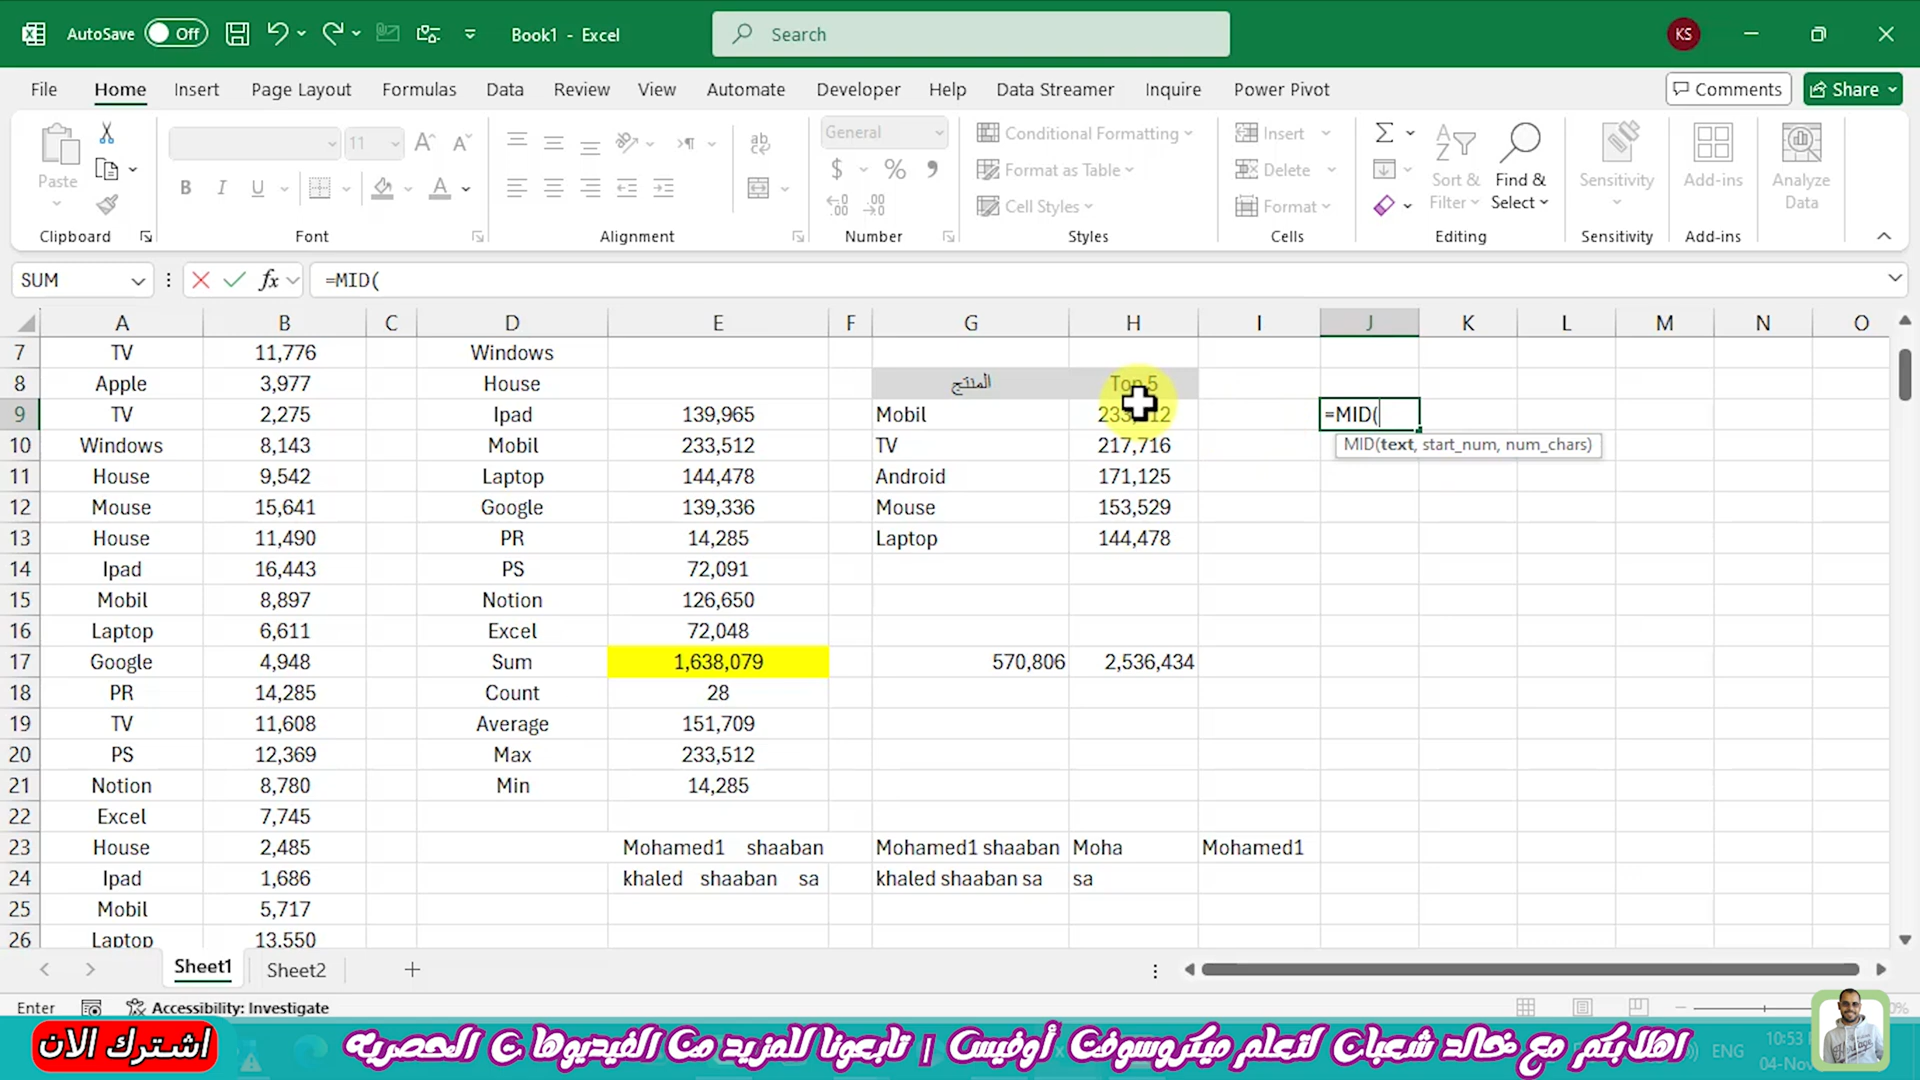 AutoSave Off Book1 - Excel Search KS
File Home Insert Page Layout Formulas Data Review View Automate Developer Help Data Streamer Inquire Power Pivot Comments Share
Paste 11 General Conditional Formatting Insert
B I U $ % Format as Table Delete Sort & Find & Sensitivity Add-ins Analyze
Cell Styles Format Filter Select Data
Clipboard Font Alignment Number Styles Cells Editing Sensitivity Add-ins
SUM fx =MID(
A B C D E F G H I J K L M N O
7 TV 11,776 Windows
8 Apple 3,977 House المنتج Top 5
9 TV 2,275 Ipad 139,965 Mobil =MID(
MID(text, start_num, num_chars)
10 Windows 8,143 Mobil 233,512 TV 217,716
11 House 9,542 Laptop 144,478 Android 171,125
12 Mouse 15,641 Google 139,336 Mouse 153,529
13 House 11,490 PR 14,285 Laptop 144,478
14 Ipad 16,443 PS 72,091
15 Mobil 8,897 Notion 126,650
16 Laptop 6,611 Excel 72,048
17 Google 4,948 Sum 1,638,079 570,806 2,536,434
18 PR 14,285 Count 28
19 TV 11,608 Average 151,709
20 PS 12,369 Max 233,512
21 Notion 8,780 Min 14,285
22 Excel 7,745
23 House 2,485 Mohamed1 shaaban Mohamed1 shaaban Moha Mohamed1
24 Ipad 1,686 khaled shaaban sa khaled shaaban sa sa
25 Mobil 5,717
26 Laptop 13,550
Sheet1 Sheet2
Enter Accessibility: Investigate
اشترك الان
اهلا بكم مع خالد شعبان لتعلم ميكروسوفت أوفيس | تابعونا للمزيد من الفيديوهات الحصرية
ENG 10:53